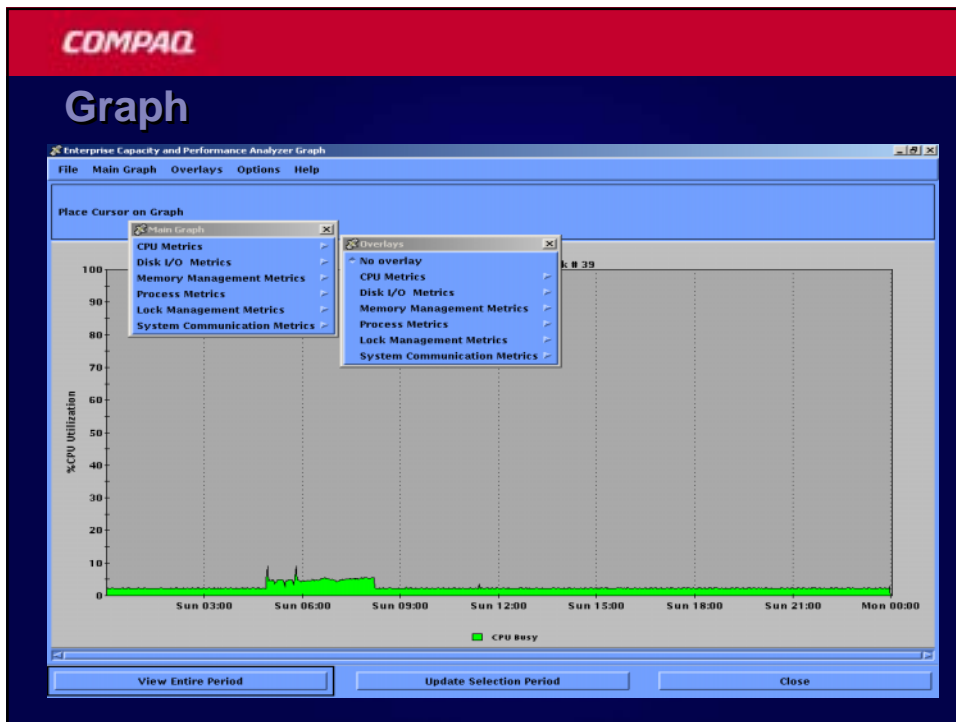 COMPAQ
Graph
Enterprise Capacity and Performance Analyzer Graph
File Main Graph Overlays Options Help
Place Cursor on Graph
Main Graph
CPU Metrics
Disk I/O Metrics
Memory Management Metrics
Process Metrics
Lock Management Metrics
System Communication Metrics
Overlays
No overlay
CPU Metrics
Disk I/O Metrics
Memory Management Metrics
Process Metrics
Lock Management Metrics
System Communication Metrics
# 39
%CPU Utilization
100
90
80
70
60
50
40
30
20
10
0
Sun 03:00 Sun 06:00 Sun 09:00 Sun 12:00 Sun 15:00 Sun 18:00 Sun 21:00 Mon 00:00
CPU Busy
View Entire Period Update Selection Period Close